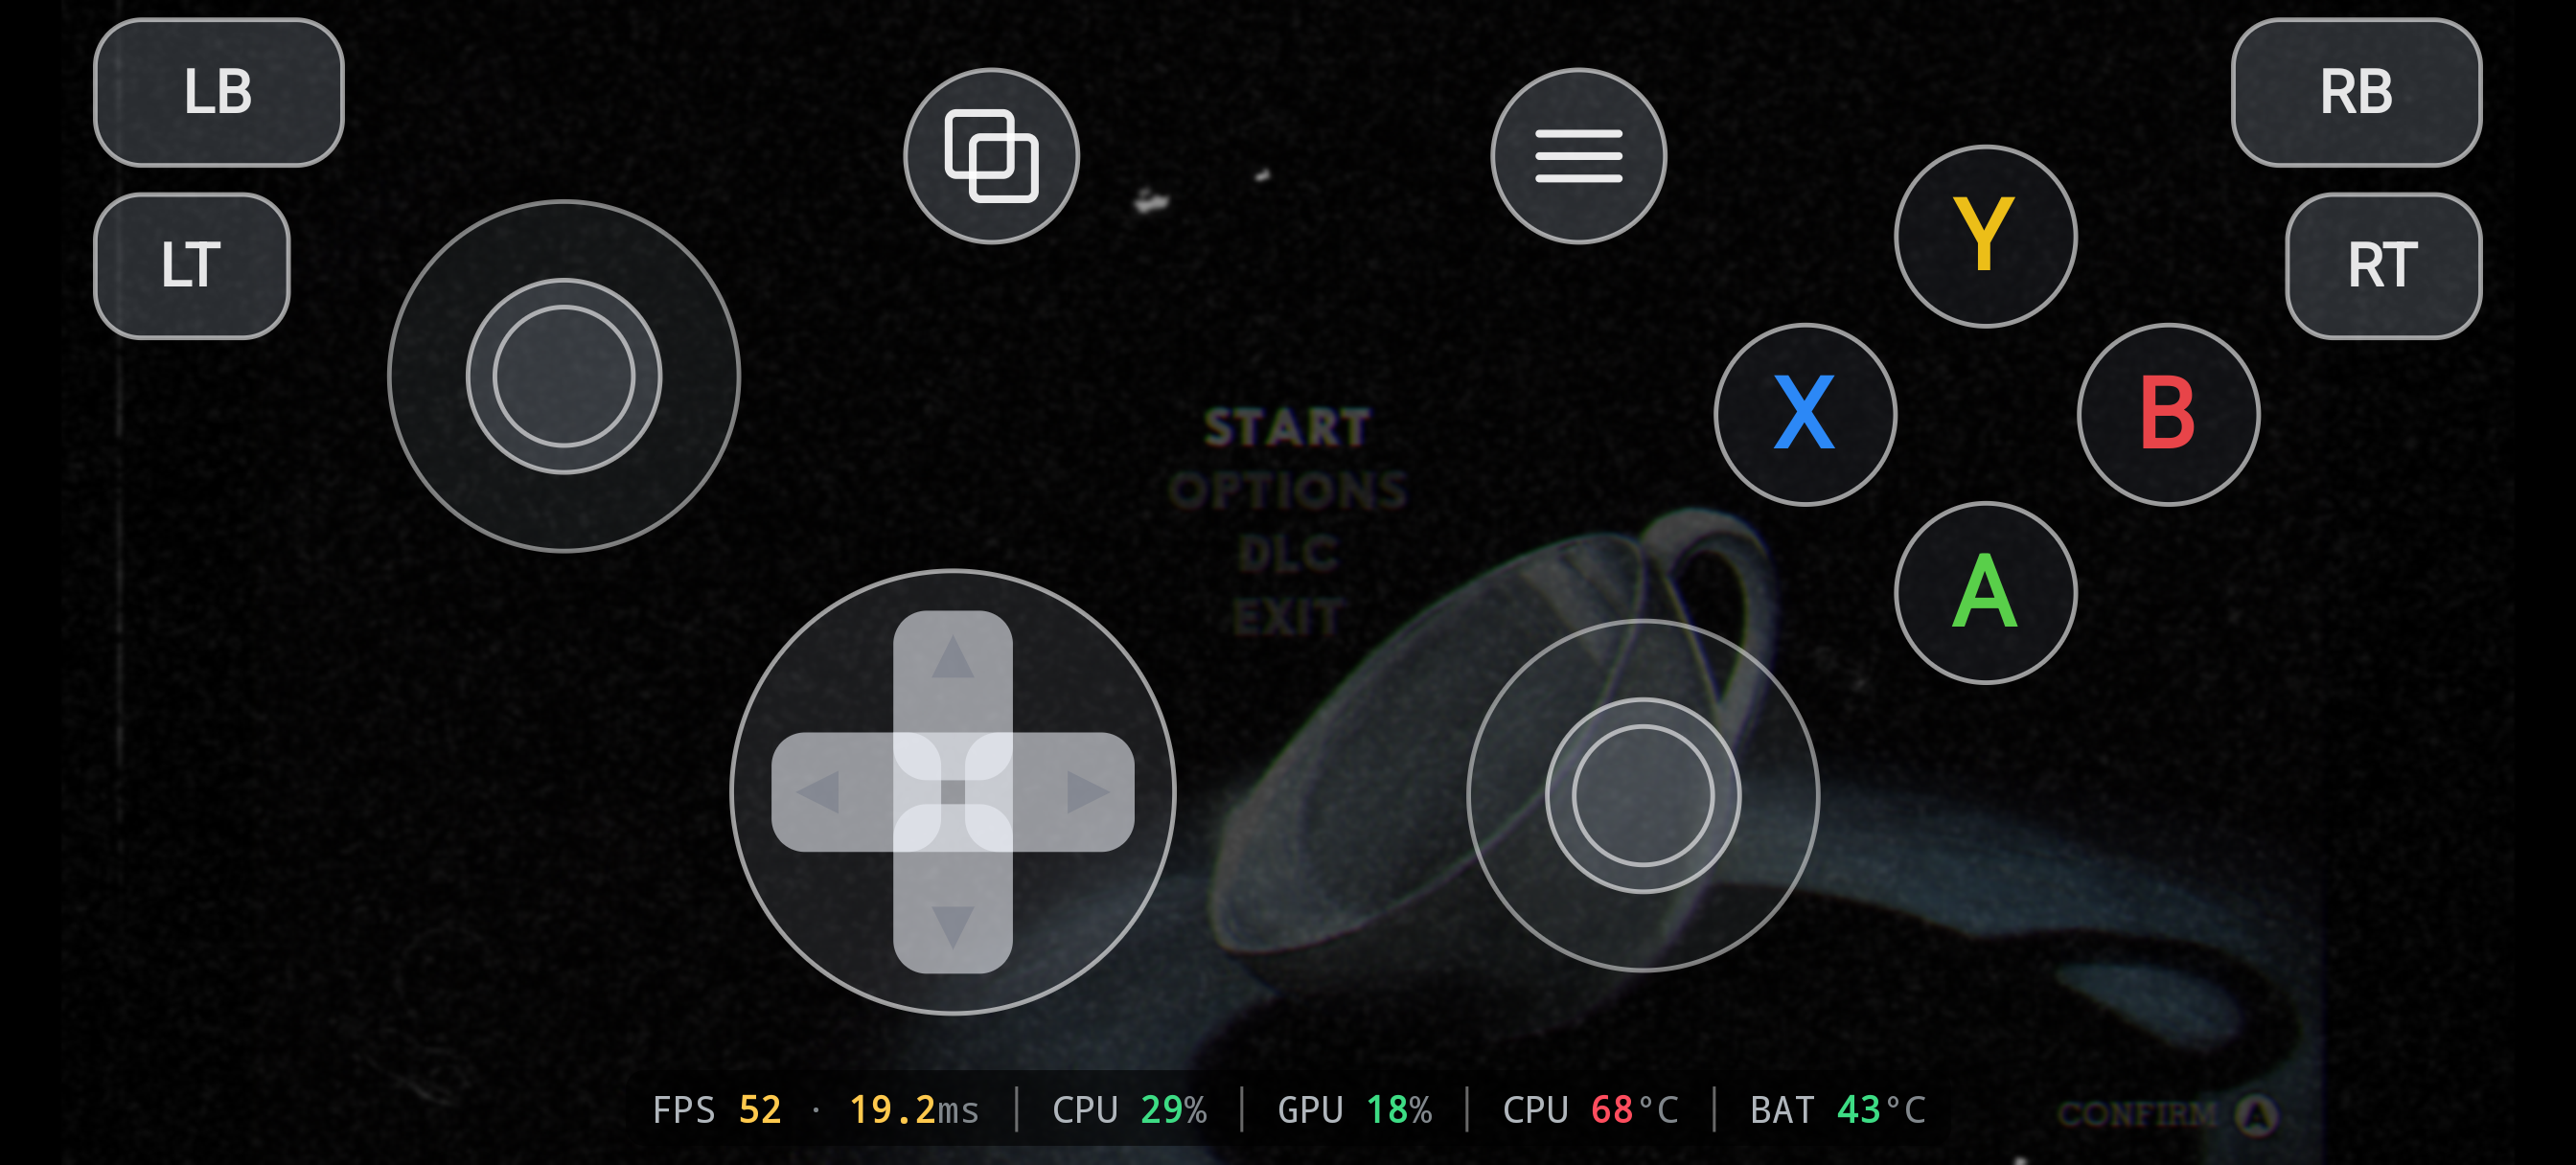 LB
RB
LT
RT
Y
X
B
A
START
OPTIONS
DLC
EXIT
CONFIRM A
FPS 52 · 19.2ms | CPU 29% | GPU 18% | CPU 68°C | BAT 43°C